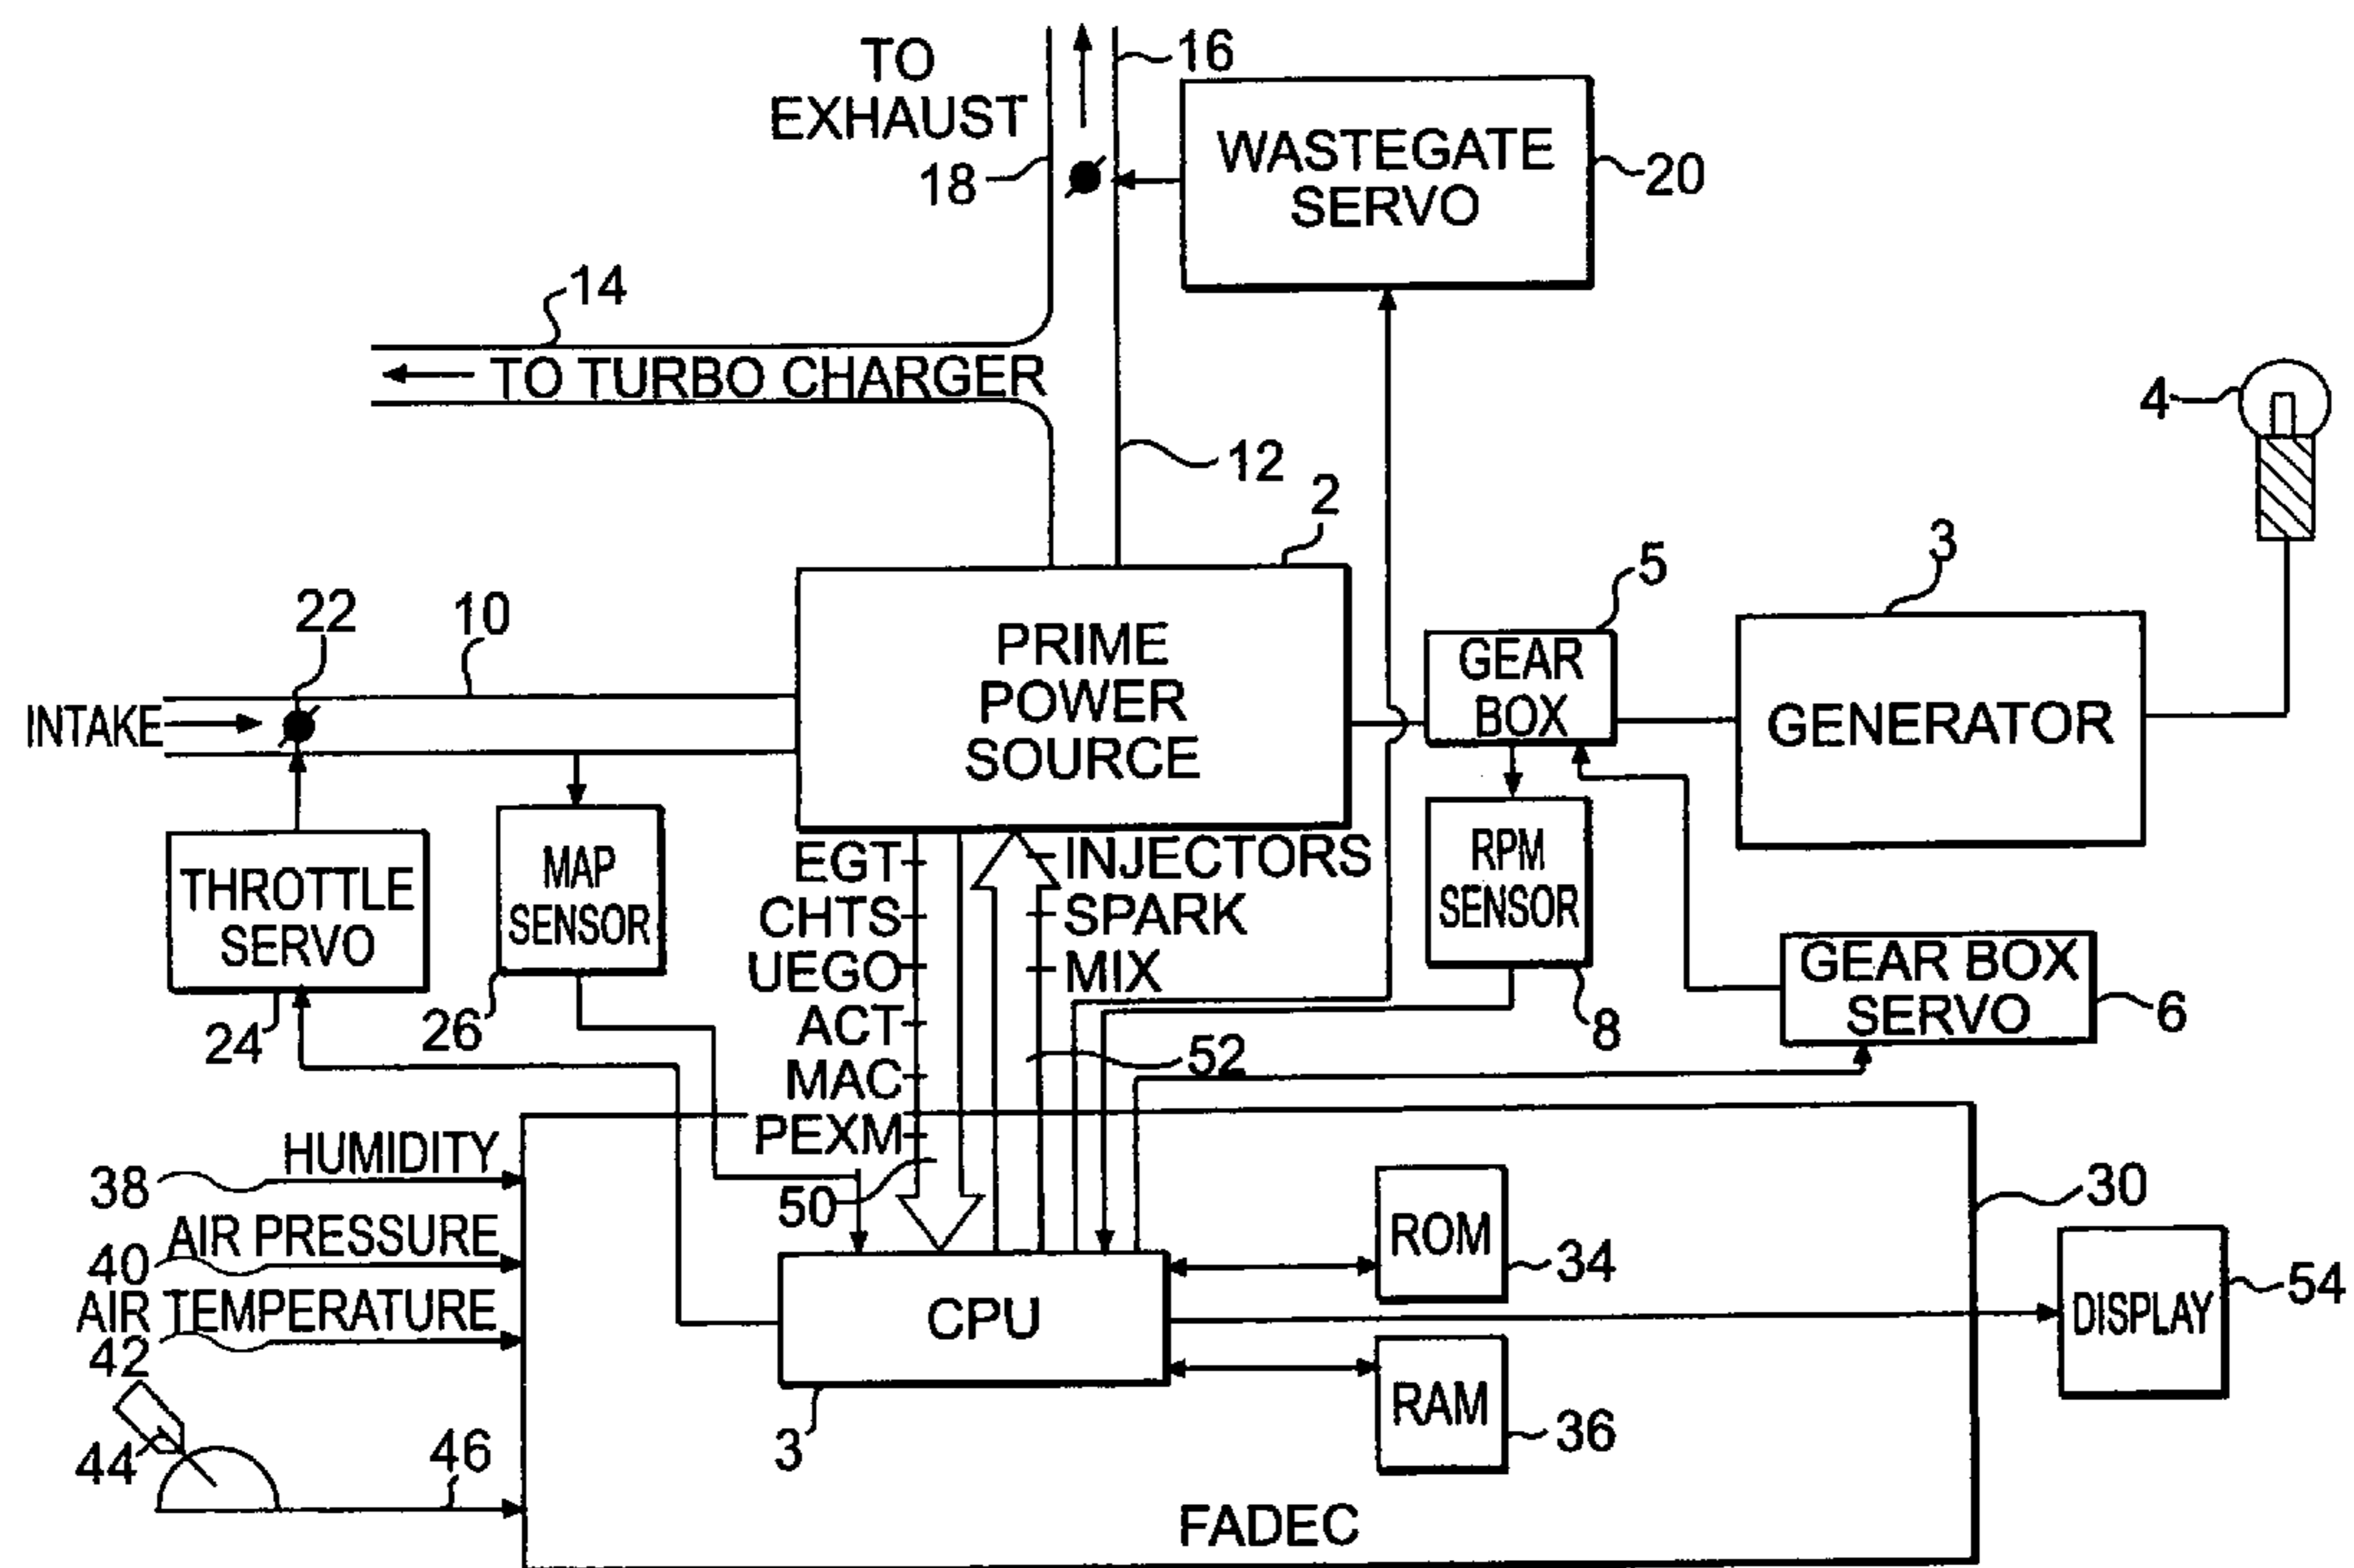 TO
EXHAUST
16
18
WASTEGATE
SERVO
20
14
TO TURBO CHARGER
12
4
2
5
3
22
10
INTAKE
PRIME
POWER
SOURCE
GEAR
BOX
GENERATOR
THROTTLE
SERVO
24
MAP
SENSOR
26
EGT
CHTS
UEGO
ACT
MAC
PEXM
INJECTORS
SPARK
MIX
RPM
SENSOR
8
GEAR BOX
SERVO
6
52
50
HUMIDITY
38
AIR PRESSURE
40
AIR TEMPERATURE
42
44
46
CPU
3
ROM
34
RAM
36
30
DISPLAY
54
FADEC